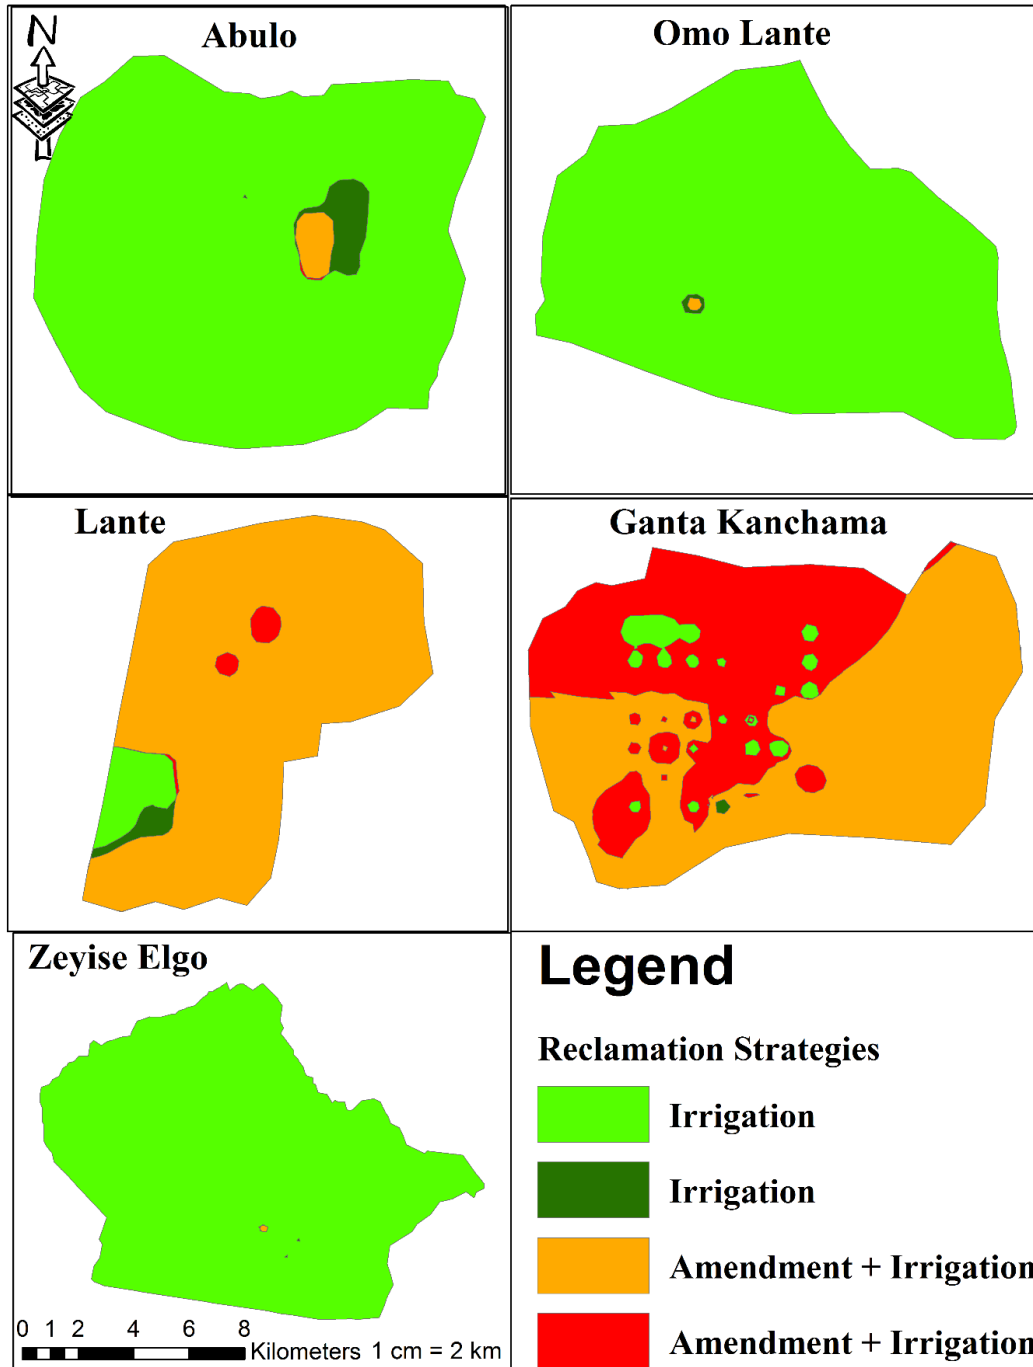 N
Abulo
Omo Lante
Lante
Ganta Kanchama
Zeyise Elgo
0 1 2 4 6 8
Kilometers 1 cm = 2 km
Legend
Reclamation Strategies
Irrigation
Irrigation
Amendment + Irrigation
Amendment + Irrigation